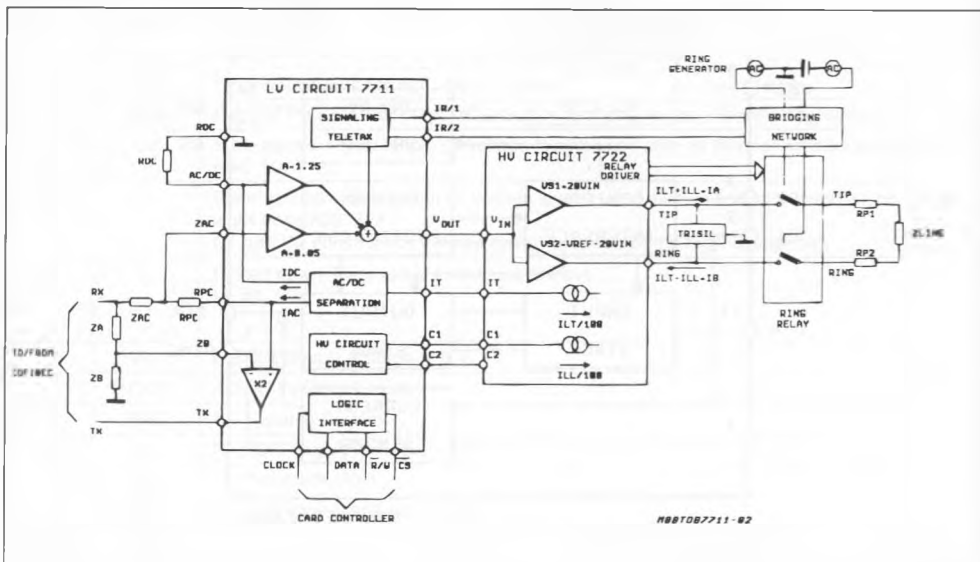 RING
GENERATOR
AC
AC
LV CIRCUIT 7711
SIGNALING
TELETAX
IR/1
IR/2
BRIDGING
NETWORK
RDC
RDC
AC/DC
A-1.25
HV CIRCUIT 7722
RELAY
DRIVER
VS1-20VIN
ILT+ILL-IA
TIP
TIP
RP1
ZAC
A-0.05
VOUT
VIN
TRISIL
ZLINE
VS2-VREF-20VIN
RING
RP2
RING
ILT-ILL-IB
RING
RELAY
RX
ZAC
RPC
RPC
IDC
IAC
AC/DC
SEPARATION
IT
IT
ILT/100
ZA
ZB
HV CIRCUIT
CONTROL
C1
C2
C1
C2
ILL/100
TO/FROM
ZB
X2
TX
TX
LOGIC
INTERFACE
CLOCK
DATA
R/W
CS
CARD CONTROLLER
M88TDB7711-02